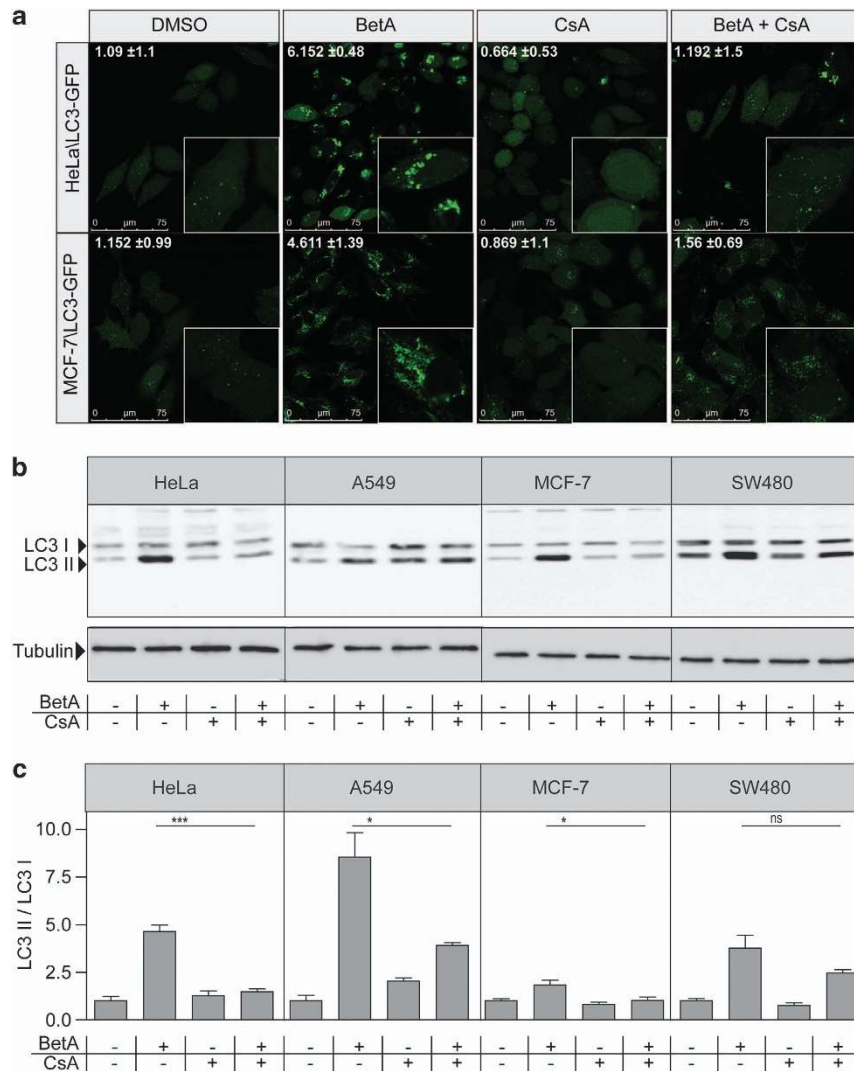 a
DMSO BetA CsA BetA + CsA
HeLa\LC3-GFP
1.09 ±1.1 6.152 ±0.48 0.664 ±0.53 1.192 ±1.5
0 µm 75 0 µm 75 0 µm 75 0 µm 75
MCF-7\LC3-GFP
1.152 ±0.99 4.611 ±1.39 0.869 ±1.1 1.56 ±0.69
0 µm 75 0 µm 75 0 µm 75 0 µm 75
b
HeLa A549 MCF-7 SW480
LC3 I
LC3 II
Tubulin
BetA - + - + - + - + - + - + - + - +
CsA - - + + - - + + - - + + - - + +
c
HeLa A549 MCF-7 SW480
*** * * ns
LC3 II / LC3 I
10.0
7.5
5.0
2.5
0.0
BetA - + - + - + - + - + - + - + - +
CsA - - + + - - + + - - + + - - + +